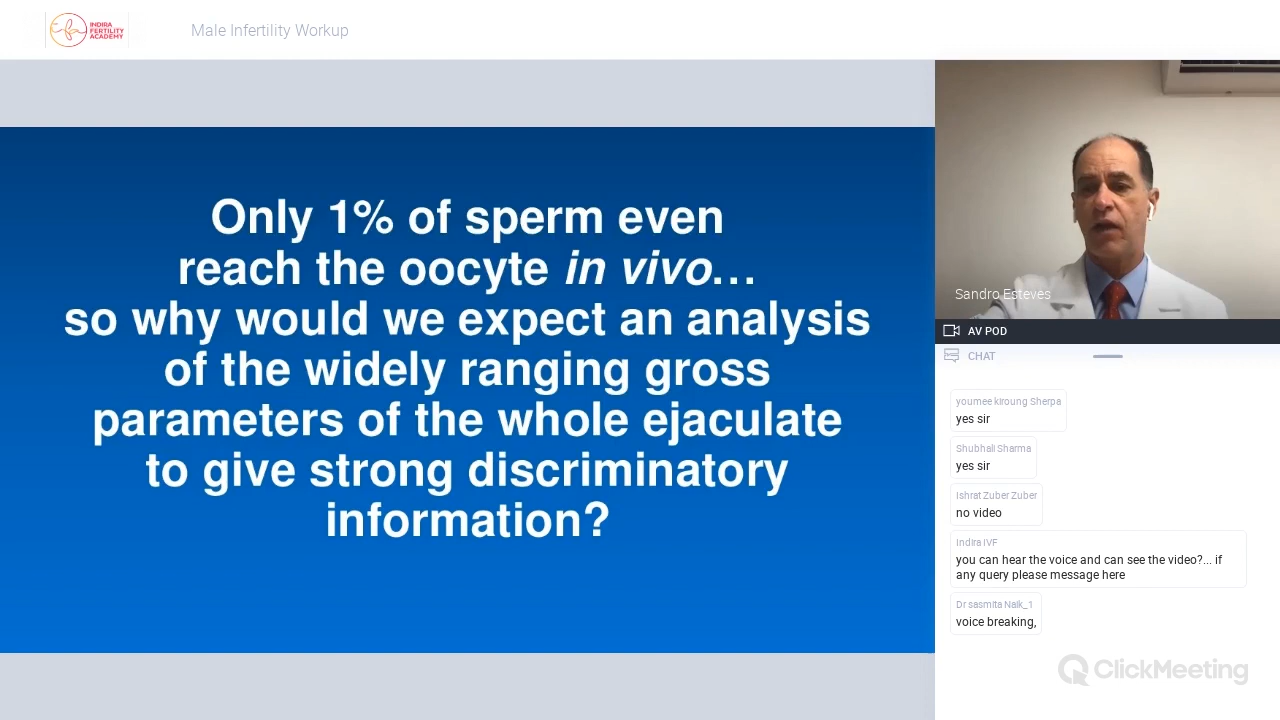 INDIRA
FERTILITY
ACADEMY
Male Infertility Workup
Only 1% of sperm even
reach the oocyte in vivo…
so why would we expect an analysis
of the widely ranging gross
parameters of the whole ejaculate
to give strong discriminatory
information?
Sandro Esteves
AV POD
CHAT
youmee kiroung Sherpa
yes sir
Shubhali Sharma
yes sir
Ishrat Zuber Zuber
no video
Indira IVF
you can hear the voice and can see the video?... if
any query please message here
Dr sasmita Naik_1
voice breaking,
ClickMeeting